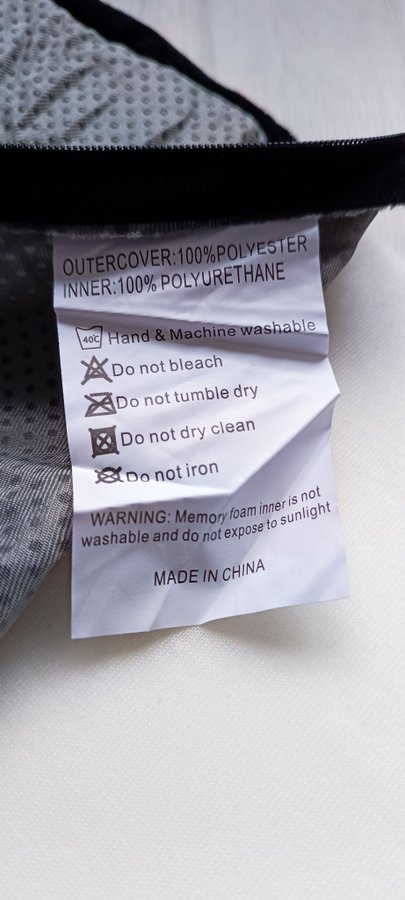 OUTERCOVER:100%POLYESTER
INNER:100% POLYURETHANE
40℃ Hand & Machine washable
Do not bleach
Do not tumble dry
Do not dry clean
Do not iron
WARNING: Memory foam inner is not
washable and do not expose to sunlight
MADE IN CHINA